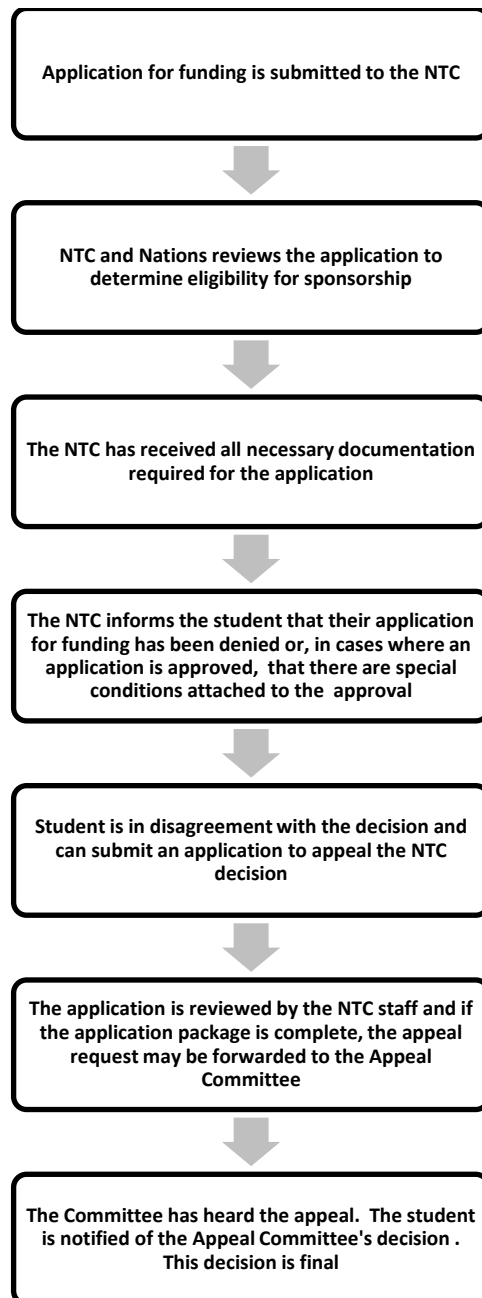 Application for funding is submitted to the NTC
NTC and Nations reviews the application to
determine eligibility for sponsorship
The NTC has received all necessary documentation
required for the application
The NTC informs the student that their application
for funding has been denied or, in cases where an
application is approved, that there are special
conditions attached to the approval
Student is in disagreement with the decision and
can submit an application to appeal the NTC
decision
The application is reviewed by the NTC staff and if
the application package is complete, the appeal
request may be forwarded to the Appeal
Committee
The Committee has heard the appeal. The student
is notified of the Appeal Committee's decision .
This decision is final